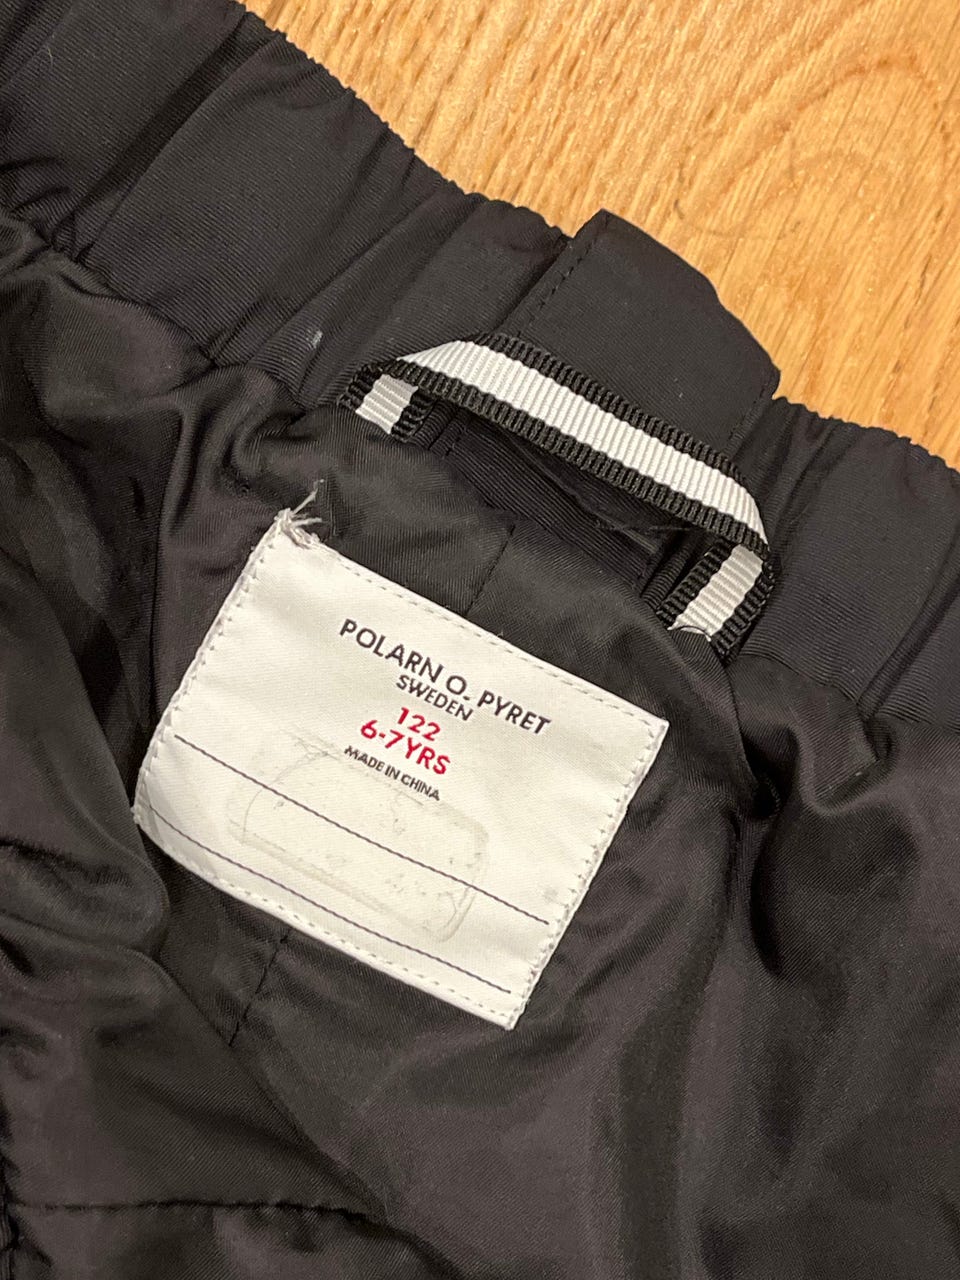 POLARN O. PYRET
SWEDEN
122
6-7YRS
MADE IN CHINA